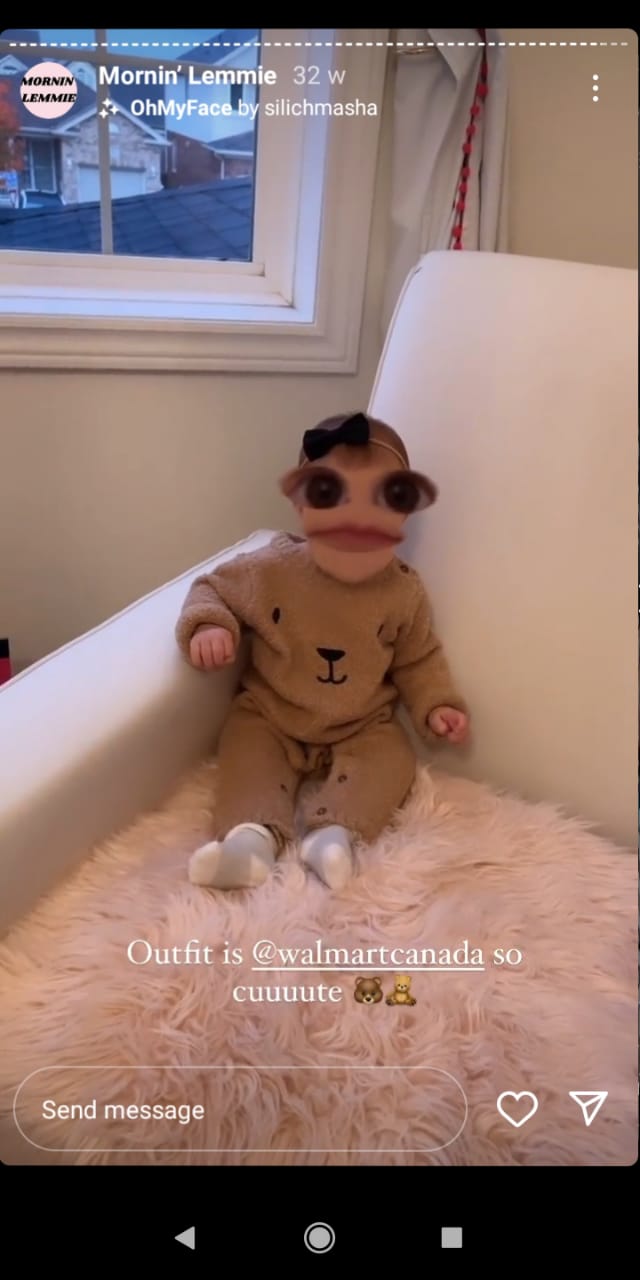 MORNIN
LEMMIE
Mornin' Lemmie 32 w
OhMyFace by silichmasha
Outfit is @walmartcanada so
cuuuute 🐻🧸
Send message